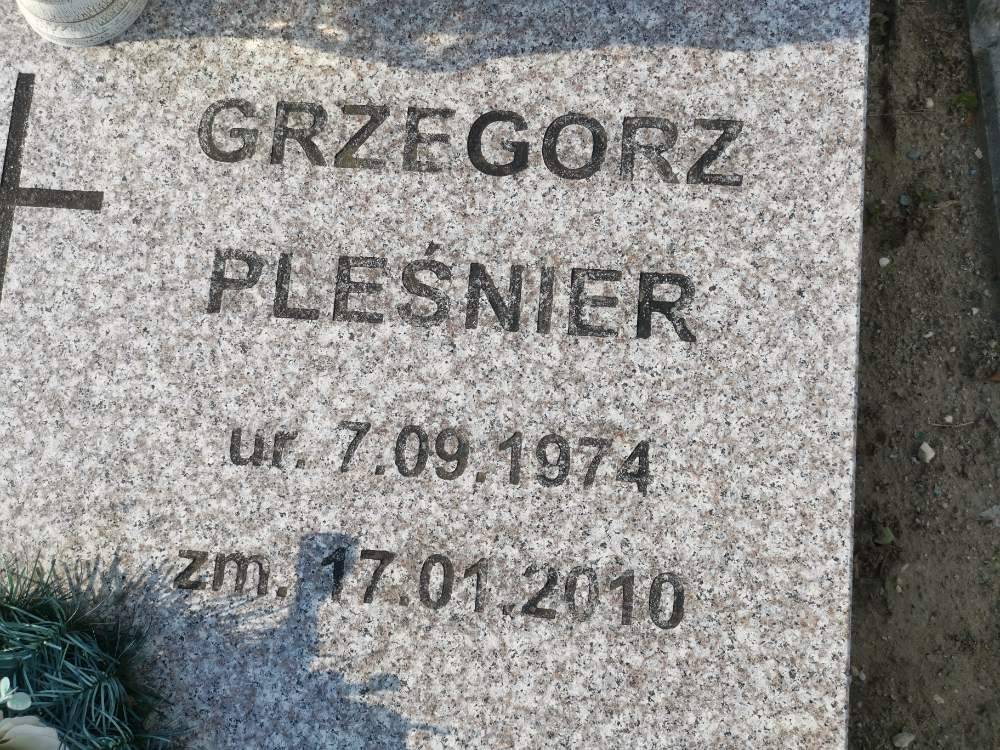 GRZEGORZ
PLEŚNIER
ur. 7.09.1974
zm. 17.01.2010